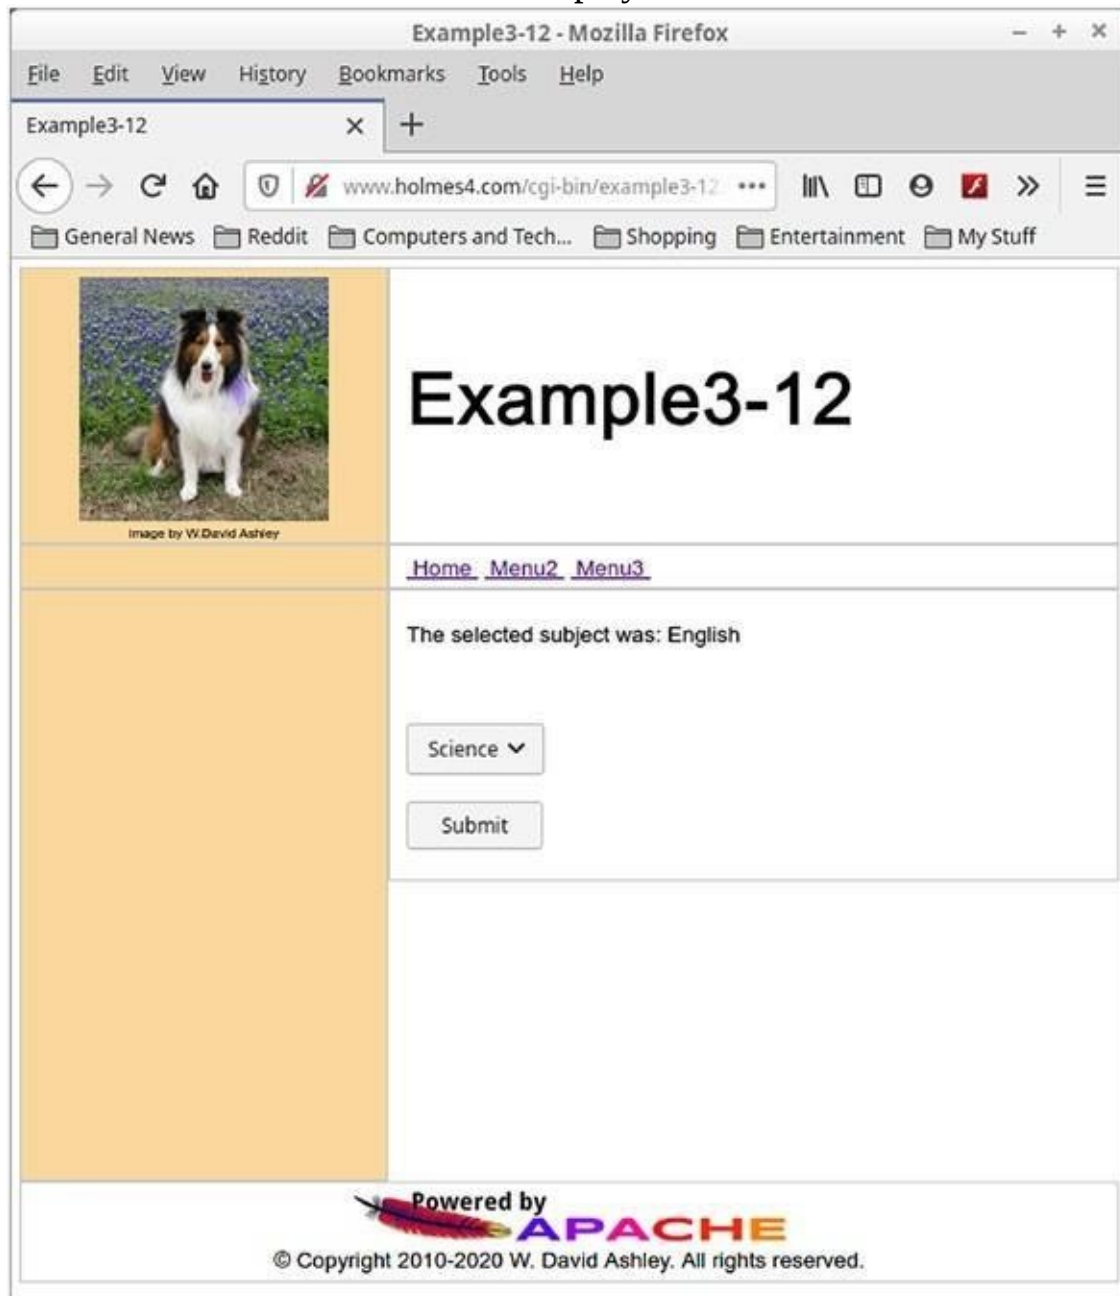 Example3-12 - Mozilla Firefox
File Edit View History Bookmarks Tools Help
Example3-12
www.holmes4.com/cgi-bin/example3-12
General News Reddit Computers and Tech... Shopping Entertainment My Stuff
Example3-12
Image by W.David Ashley
Home Menu2 Menu3
The selected subject was: English
Science
Submit
Powered by
APACHE
© Copyright 2010-2020 W. David Ashley. All rights reserved.